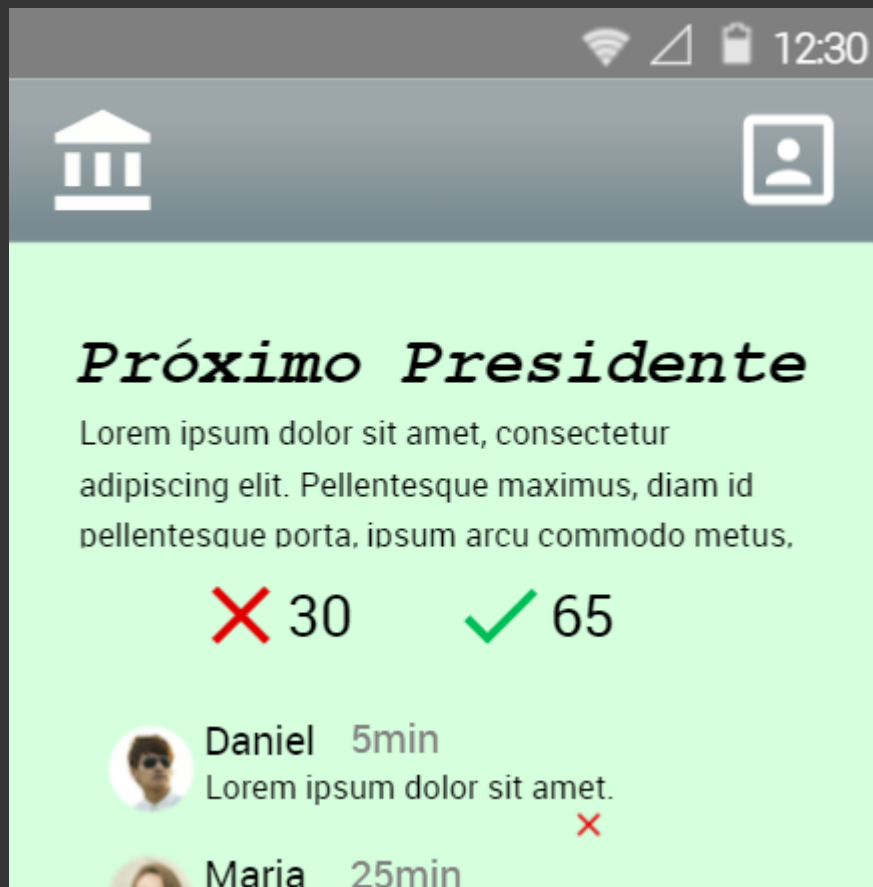 12:30
Próximo Presidente
Lorem ipsum dolor sit amet, consectetur
adipiscing elit. Pellentesque maximus, diam id
pellentesque porta, ipsum arcu commodo metus,
30 65
Daniel 5min
Lorem ipsum dolor sit amet.
Maria 25min